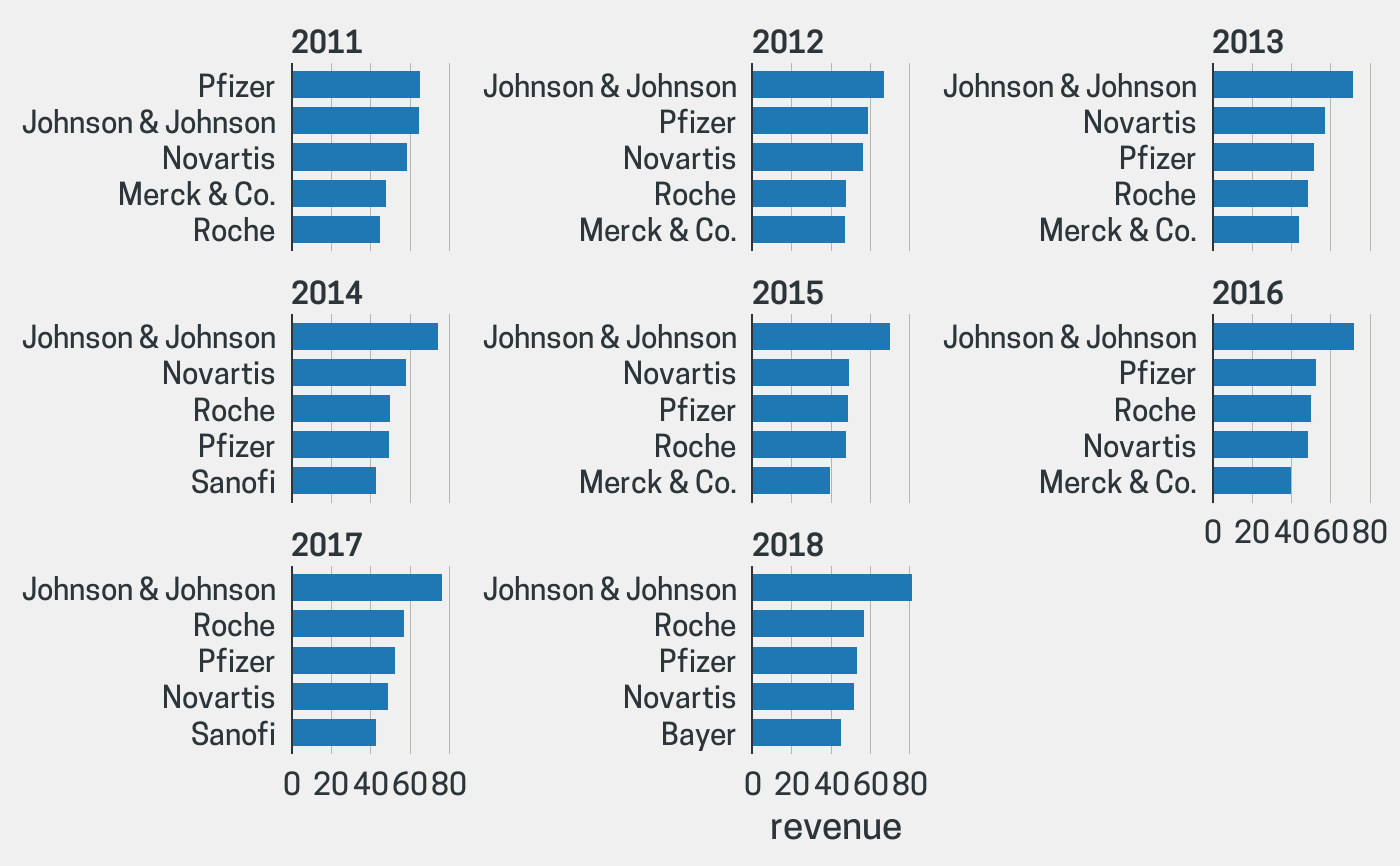 2011
Pfizer
Johnson & Johnson
Novartis
Merck & Co.
Roche
2012
Johnson & Johnson
Pfizer
Novartis
Roche
Merck & Co.
2013
Johnson & Johnson
Novartis
Pfizer
Roche
Merck & Co.
2014
Johnson & Johnson
Novartis
Roche
Pfizer
Sanofi
2015
Johnson & Johnson
Novartis
Pfizer
Roche
Merck & Co.
2016
Johnson & Johnson
Pfizer
Roche
Novartis
Merck & Co.
0 20 40 60 80
2017
Johnson & Johnson
Roche
Pfizer
Novartis
Sanofi
0 20 40 60 80
2018
Johnson & Johnson
Roche
Pfizer
Novartis
Bayer
0 20 40 60 80
revenue